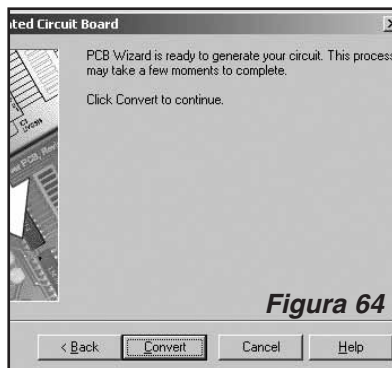 ted Circuit Board
PCB Wizard is ready to generate your circuit. This process
may take a few moments to complete.
Click Convert to continue.
Figura 64
< Back Convert Cancel Help